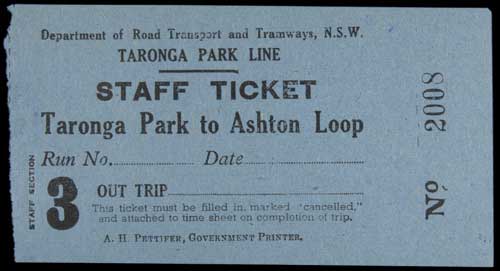 Department of Road Transport and Tramways, N.S.W.
TARONGA PARK LINE
STAFF TICKET
Taronga Park to Ashton Loop
Run No. Date
STAFF SECTION
3
OUT TRIP
This ticket must be filled in, marked "cancelled,"
and attached to time sheet on completion of trip.
A. H. PETTIFER, GOVERNMENT PRINTER.
No 2008